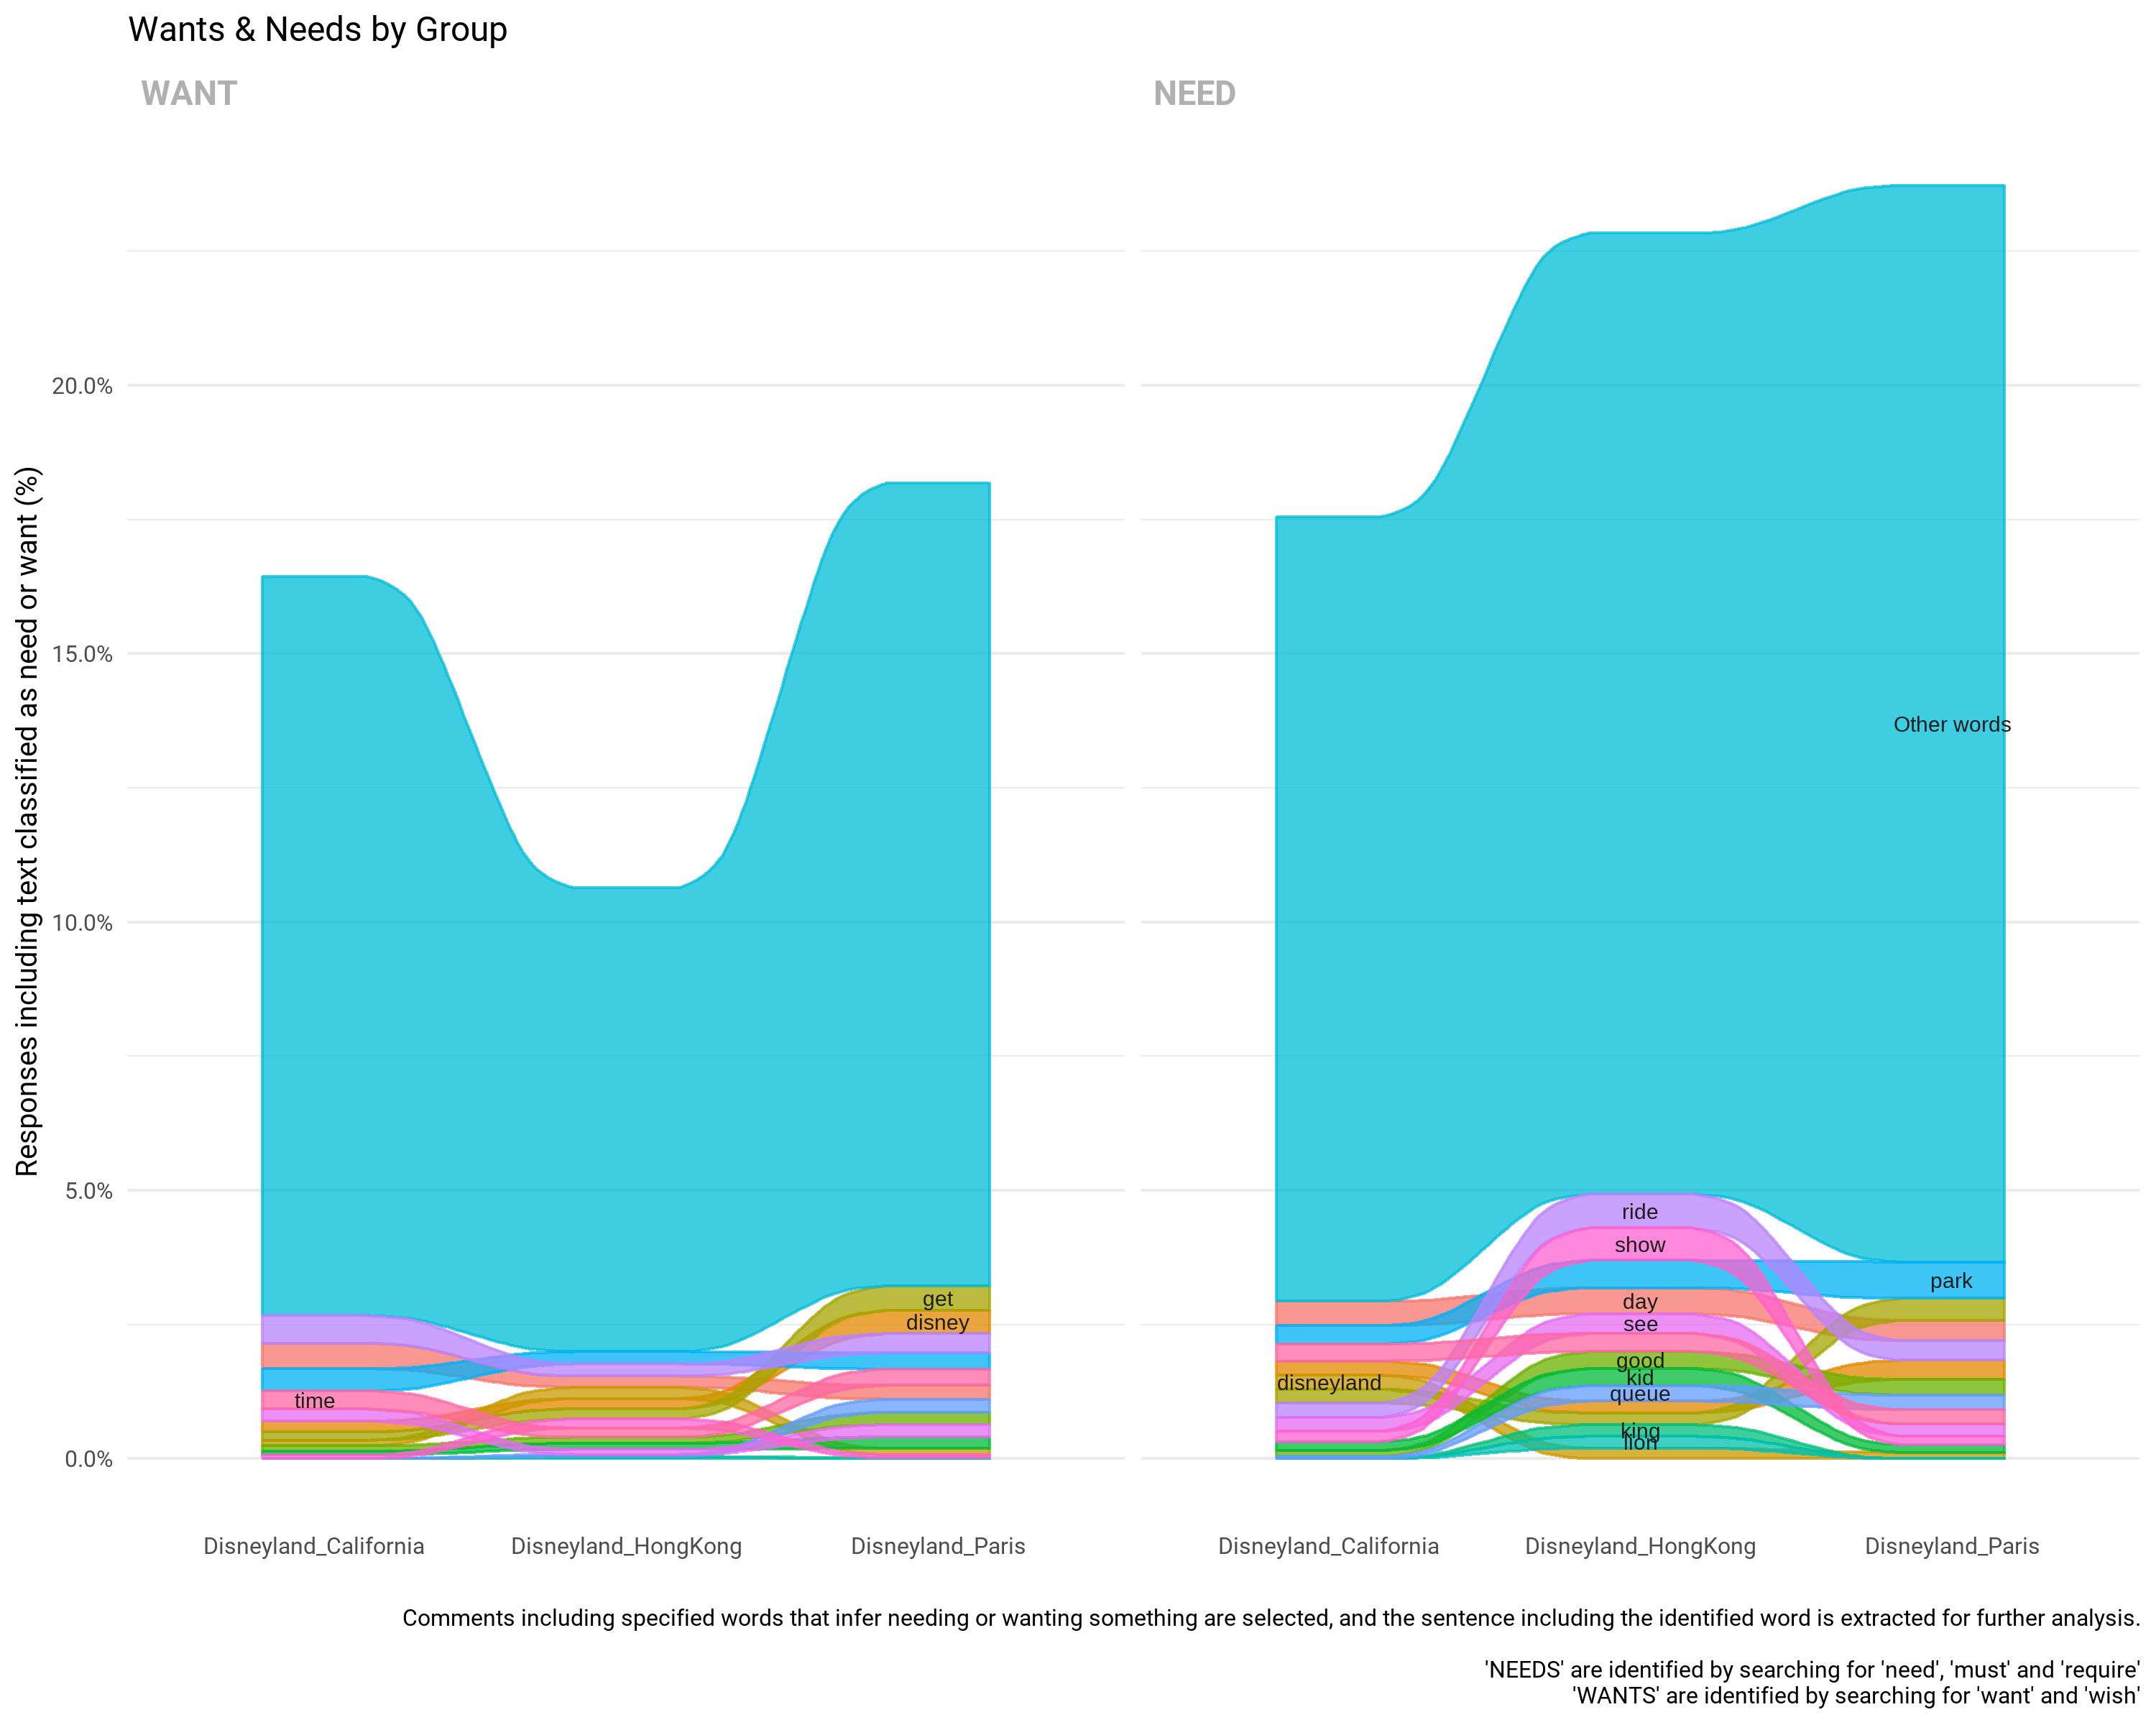 Wants & Needs by Group
WANT
NEED
Responses including text classified as need or want (%)
20.0%
15.0%
10.0%
5.0%
0.0%
time
get
disney
Other words
ride
show
park
day
see
good
kid
disneyland
queue
king
lion
Disneyland_California
Disneyland_HongKong
Disneyland_Paris
Disneyland_California
Disneyland_HongKong
Disneyland_Paris
Comments including specified words that infer needing or wanting something are selected, and the sentence including the identified word is extracted for further analysis.
'NEEDS' are identified by searching for 'need', 'must' and 'require'
'WANTS' are identified by searching for 'want' and 'wish'